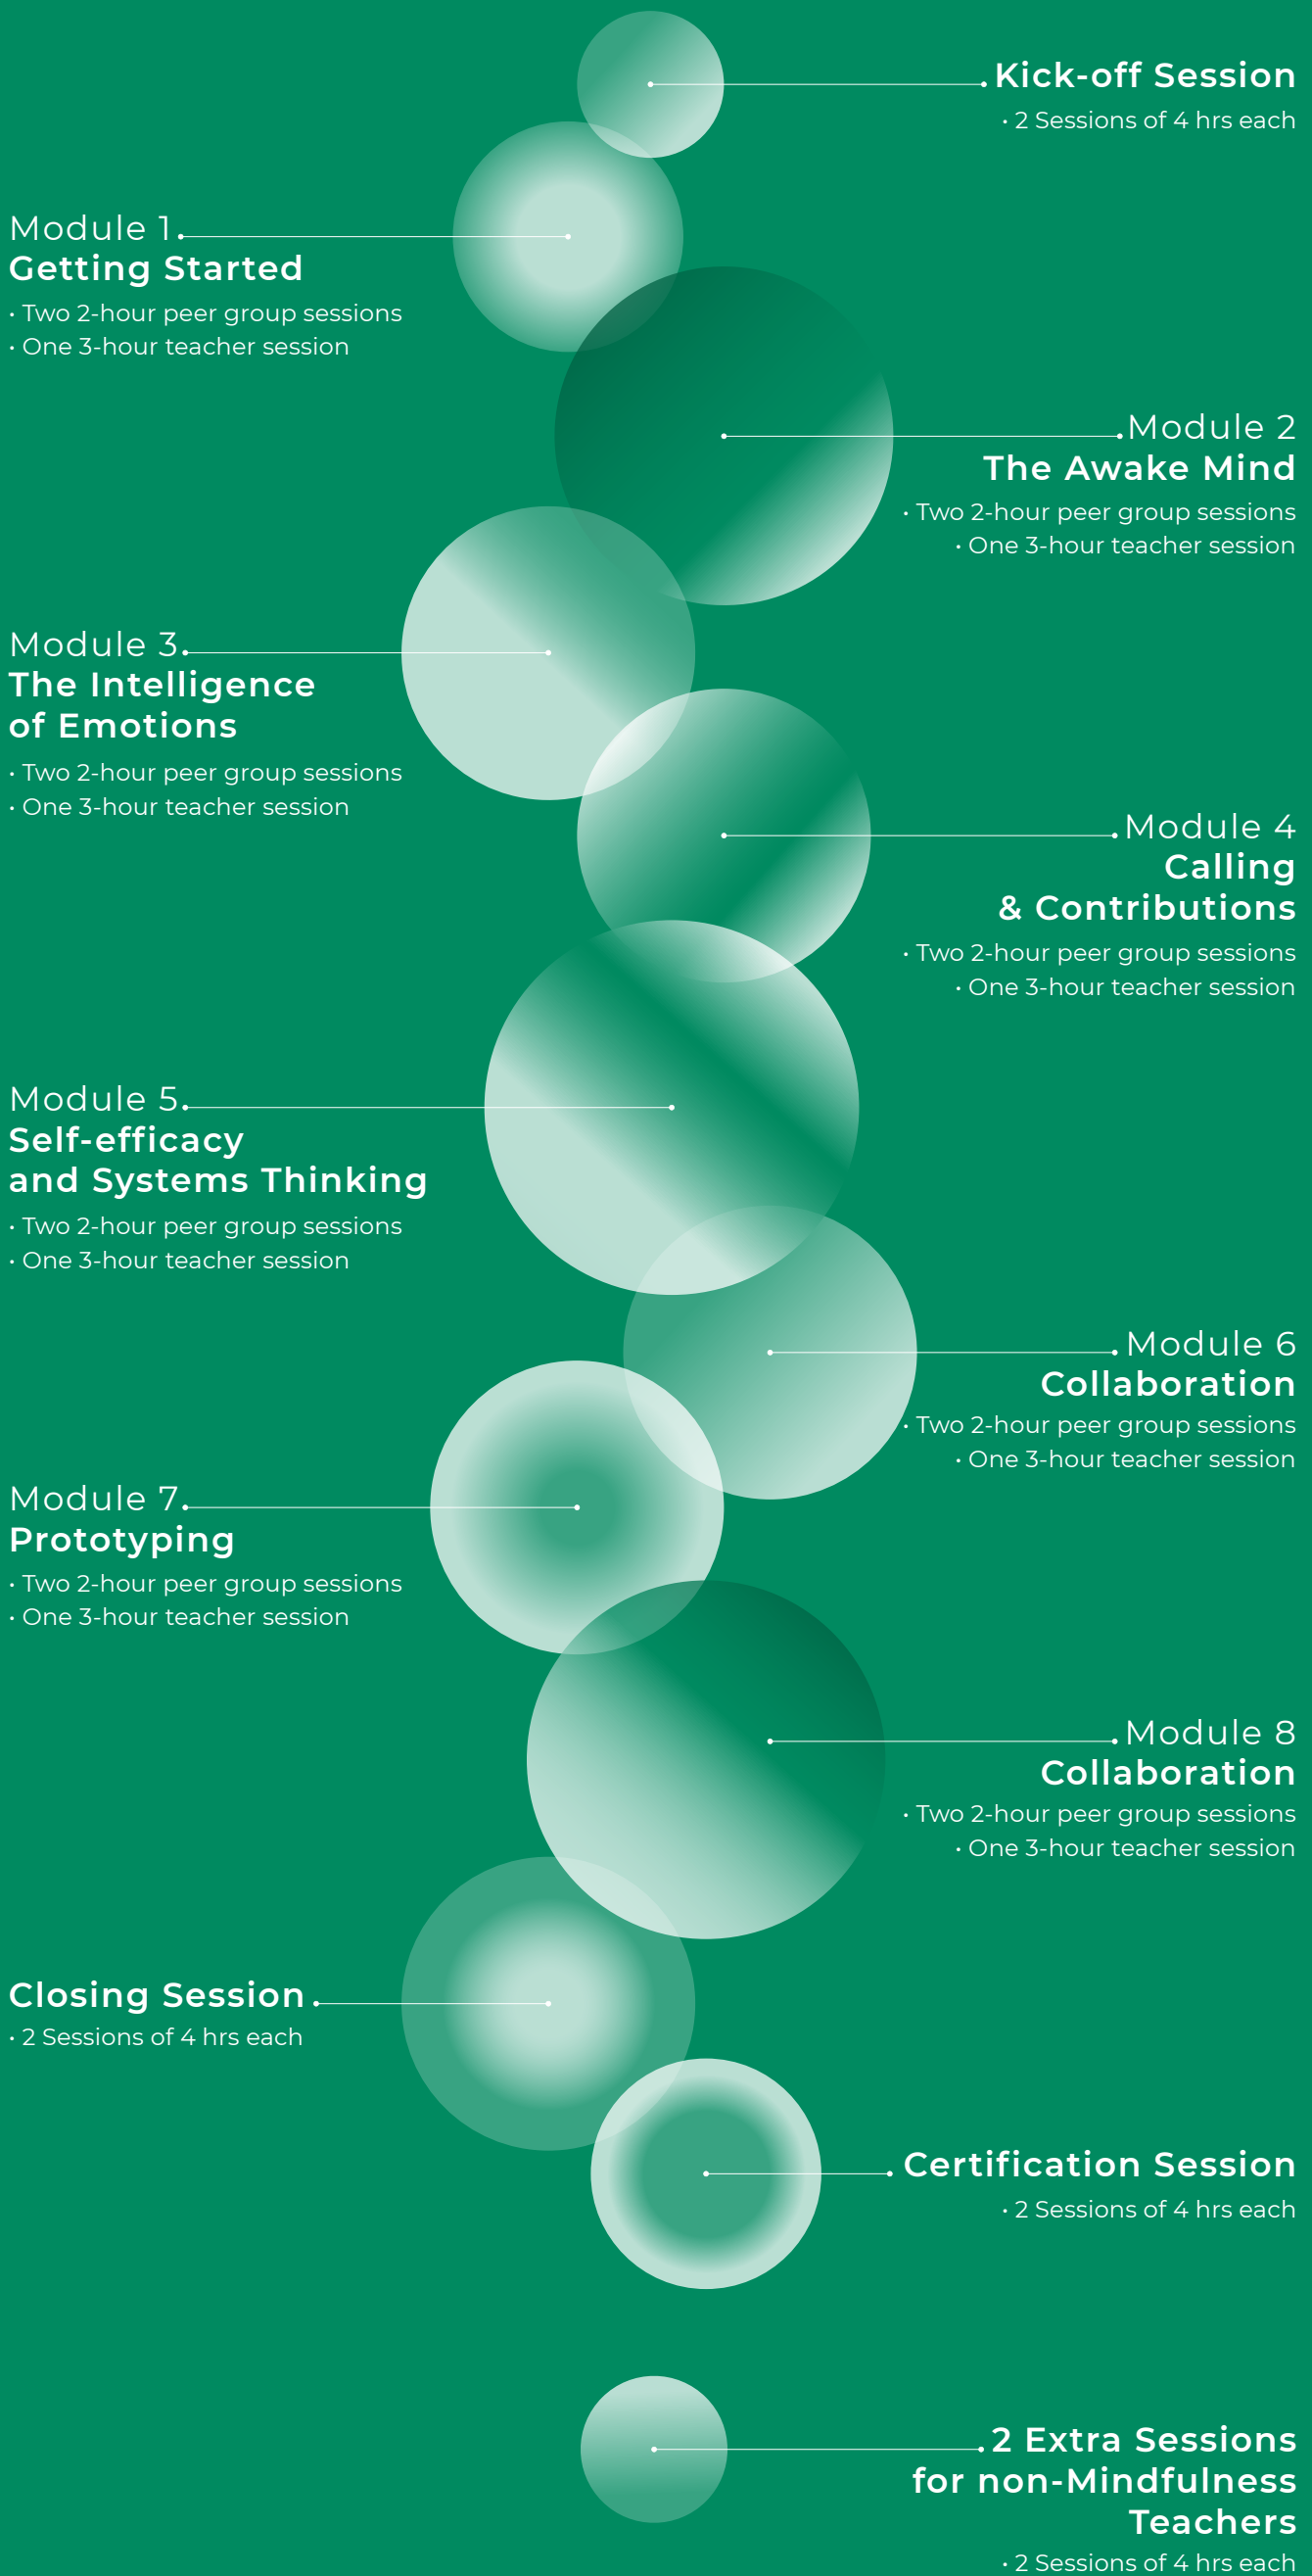 Kick-off Session
• 2 Sessions of 4 hrs each
Module 1
Getting Started
• Two 2-hour peer group sessions
• One 3-hour teacher session
Module 2
The Awake Mind
• Two 2-hour peer group sessions
• One 3-hour teacher session
Module 3
The Intelligence
of Emotions
• Two 2-hour peer group sessions
• One 3-hour teacher session
Module 4
Calling
& Contributions
• Two 2-hour peer group sessions
• One 3-hour teacher session
Module 5
Self-efficacy
and Systems Thinking
• Two 2-hour peer group sessions
• One 3-hour teacher session
Module 6
Collaboration
• Two 2-hour peer group sessions
• One 3-hour teacher session
Module 7
Prototyping
• Two 2-hour peer group sessions
• One 3-hour teacher session
Module 8
Collaboration
• Two 2-hour peer group sessions
• One 3-hour teacher session
Closing Session
• 2 Sessions of 4 hrs each
Certification Session
• 2 Sessions of 4 hrs each
2 Extra Sessions
for non-Mindfulness
Teachers
• 2 Sessions of 4 hrs each